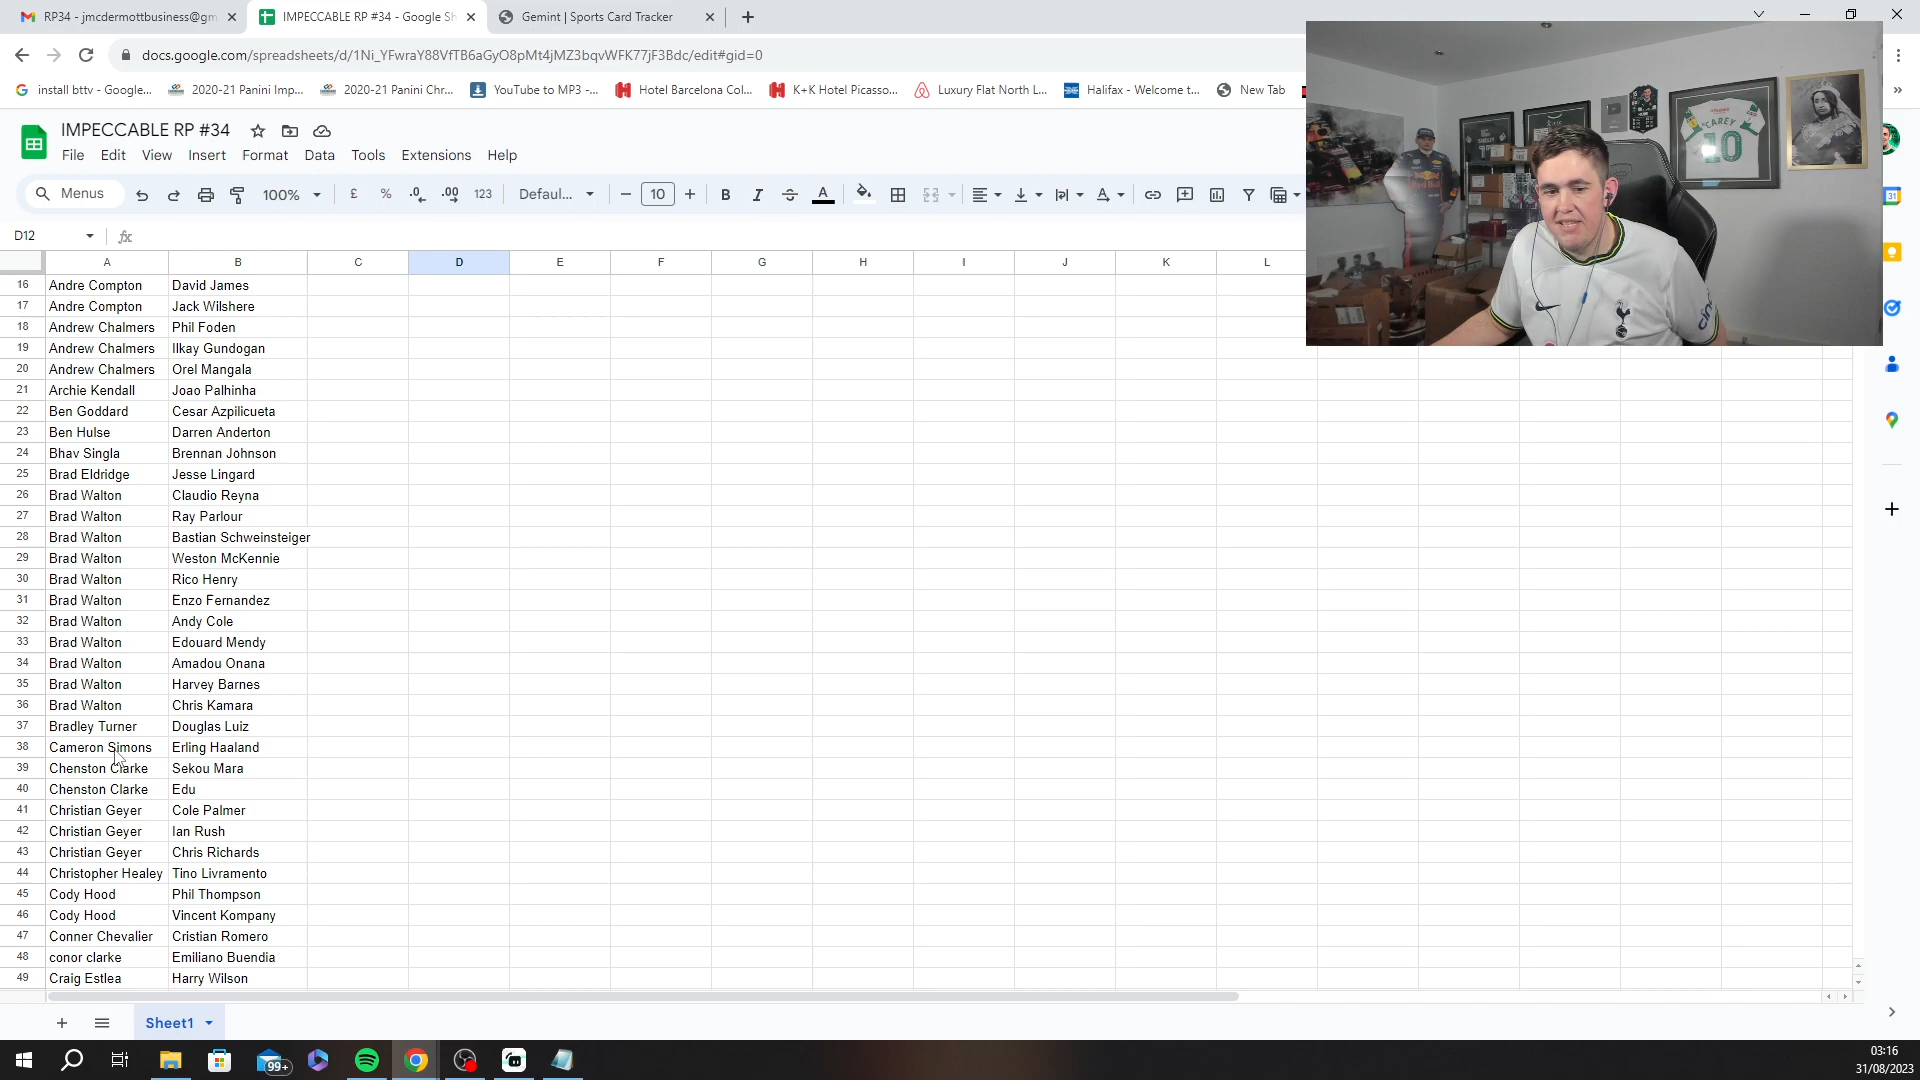 RP34 - jmcdermottbusiness@gm
IMPECCABLE RP #34 - Google Sh
Gemint | Sports Card Tracker
docs.google.com/spreadsheets/d/1Ni_YFwraY88VfTB6aGyO8pMt4jMZ3bqvWFK77jF3Bdc/edit#gid=0
install bttv - Google...
2020-21 Panini Imp...
2020-21 Panini Chr...
YouTube to MP3 -...
Hotel Barcelona Col...
K+K Hotel Picasso...
Luxury Flat North L...
Halifax - Welcome t...
New Tab
IMPECCABLE RP #34
File Edit View Insert Format Data Tools Extensions Help
Menus 100% £ % .0 .00 123 Defaul... 10 B I A
D12
A B C D E F G H I J K L
16 Andre Compton David James
17 Andre Compton Jack Wilshere
18 Andrew Chalmers Phil Foden
19 Andrew Chalmers Ilkay Gundogan
20 Andrew Chalmers Orel Mangala
21 Archie Kendall Joao Palhinha
22 Ben Goddard Cesar Azpilicueta
23 Ben Hulse Darren Anderton
24 Bhav Singla Brennan Johnson
25 Brad Eldridge Jesse Lingard
26 Brad Walton Claudio Reyna
27 Brad Walton Ray Parlour
28 Brad Walton Bastian Schweinsteiger
29 Brad Walton Weston McKennie
30 Brad Walton Rico Henry
31 Brad Walton Enzo Fernandez
32 Brad Walton Andy Cole
33 Brad Walton Edouard Mendy
34 Brad Walton Amadou Onana
35 Brad Walton Harvey Barnes
36 Brad Walton Chris Kamara
37 Bradley Turner Douglas Luiz
38 Cameron Simons Erling Haaland
39 Chenston Clarke Sekou Mara
40 Chenston Clarke Edu
41 Christian Geyer Cole Palmer
42 Christian Geyer Ian Rush
43 Christian Geyer Chris Richards
44 Christopher Healey Tino Livramento
45 Cody Hood Phil Thompson
46 Cody Hood Vincent Kompany
47 Conner Chevalier Cristian Romero
48 conor clarke Emiliano Buendia
49 Craig Estlea Harry Wilson
Sheet1
CAREY
10
31
99+
03:16
31/08/2023